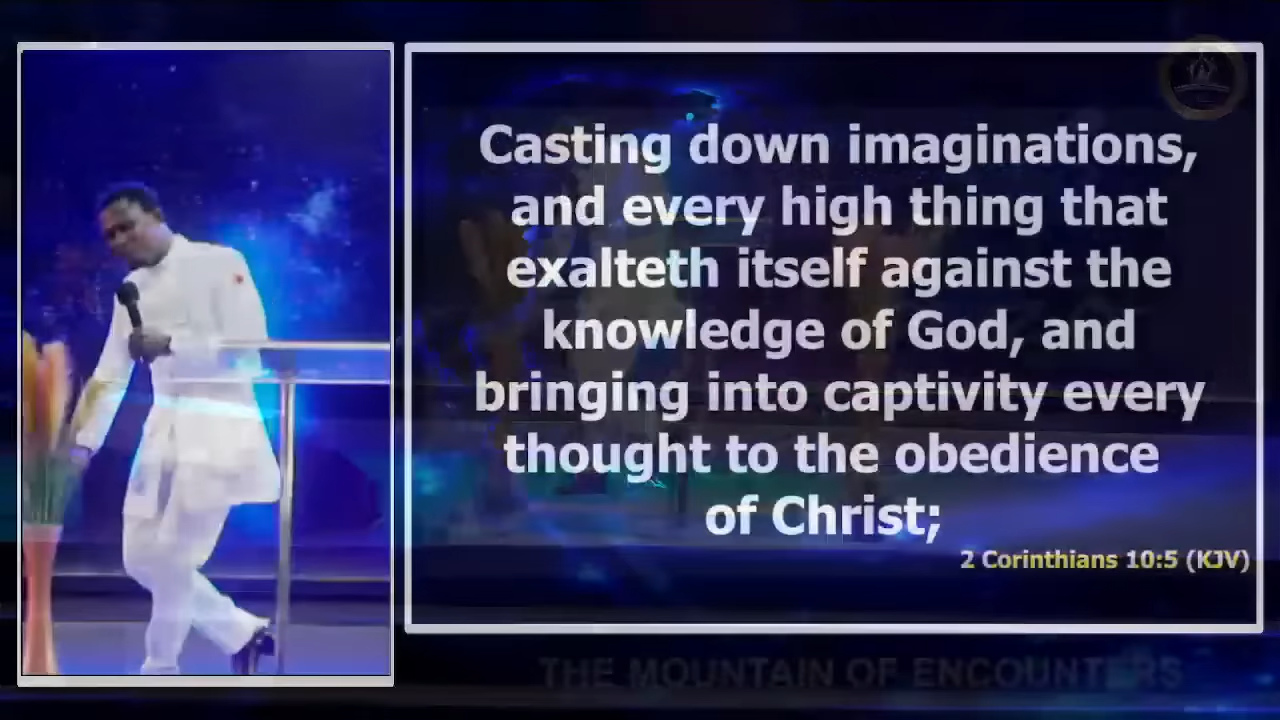 Casting down imaginations,
and every high thing that
exalteth itself against the
knowledge of God, and
bringing into captivity every
thought to the obedience
of Christ;
2 Corinthians 10:5 (KJV)
THE MOUNTAIN OF ENCOUNTERS